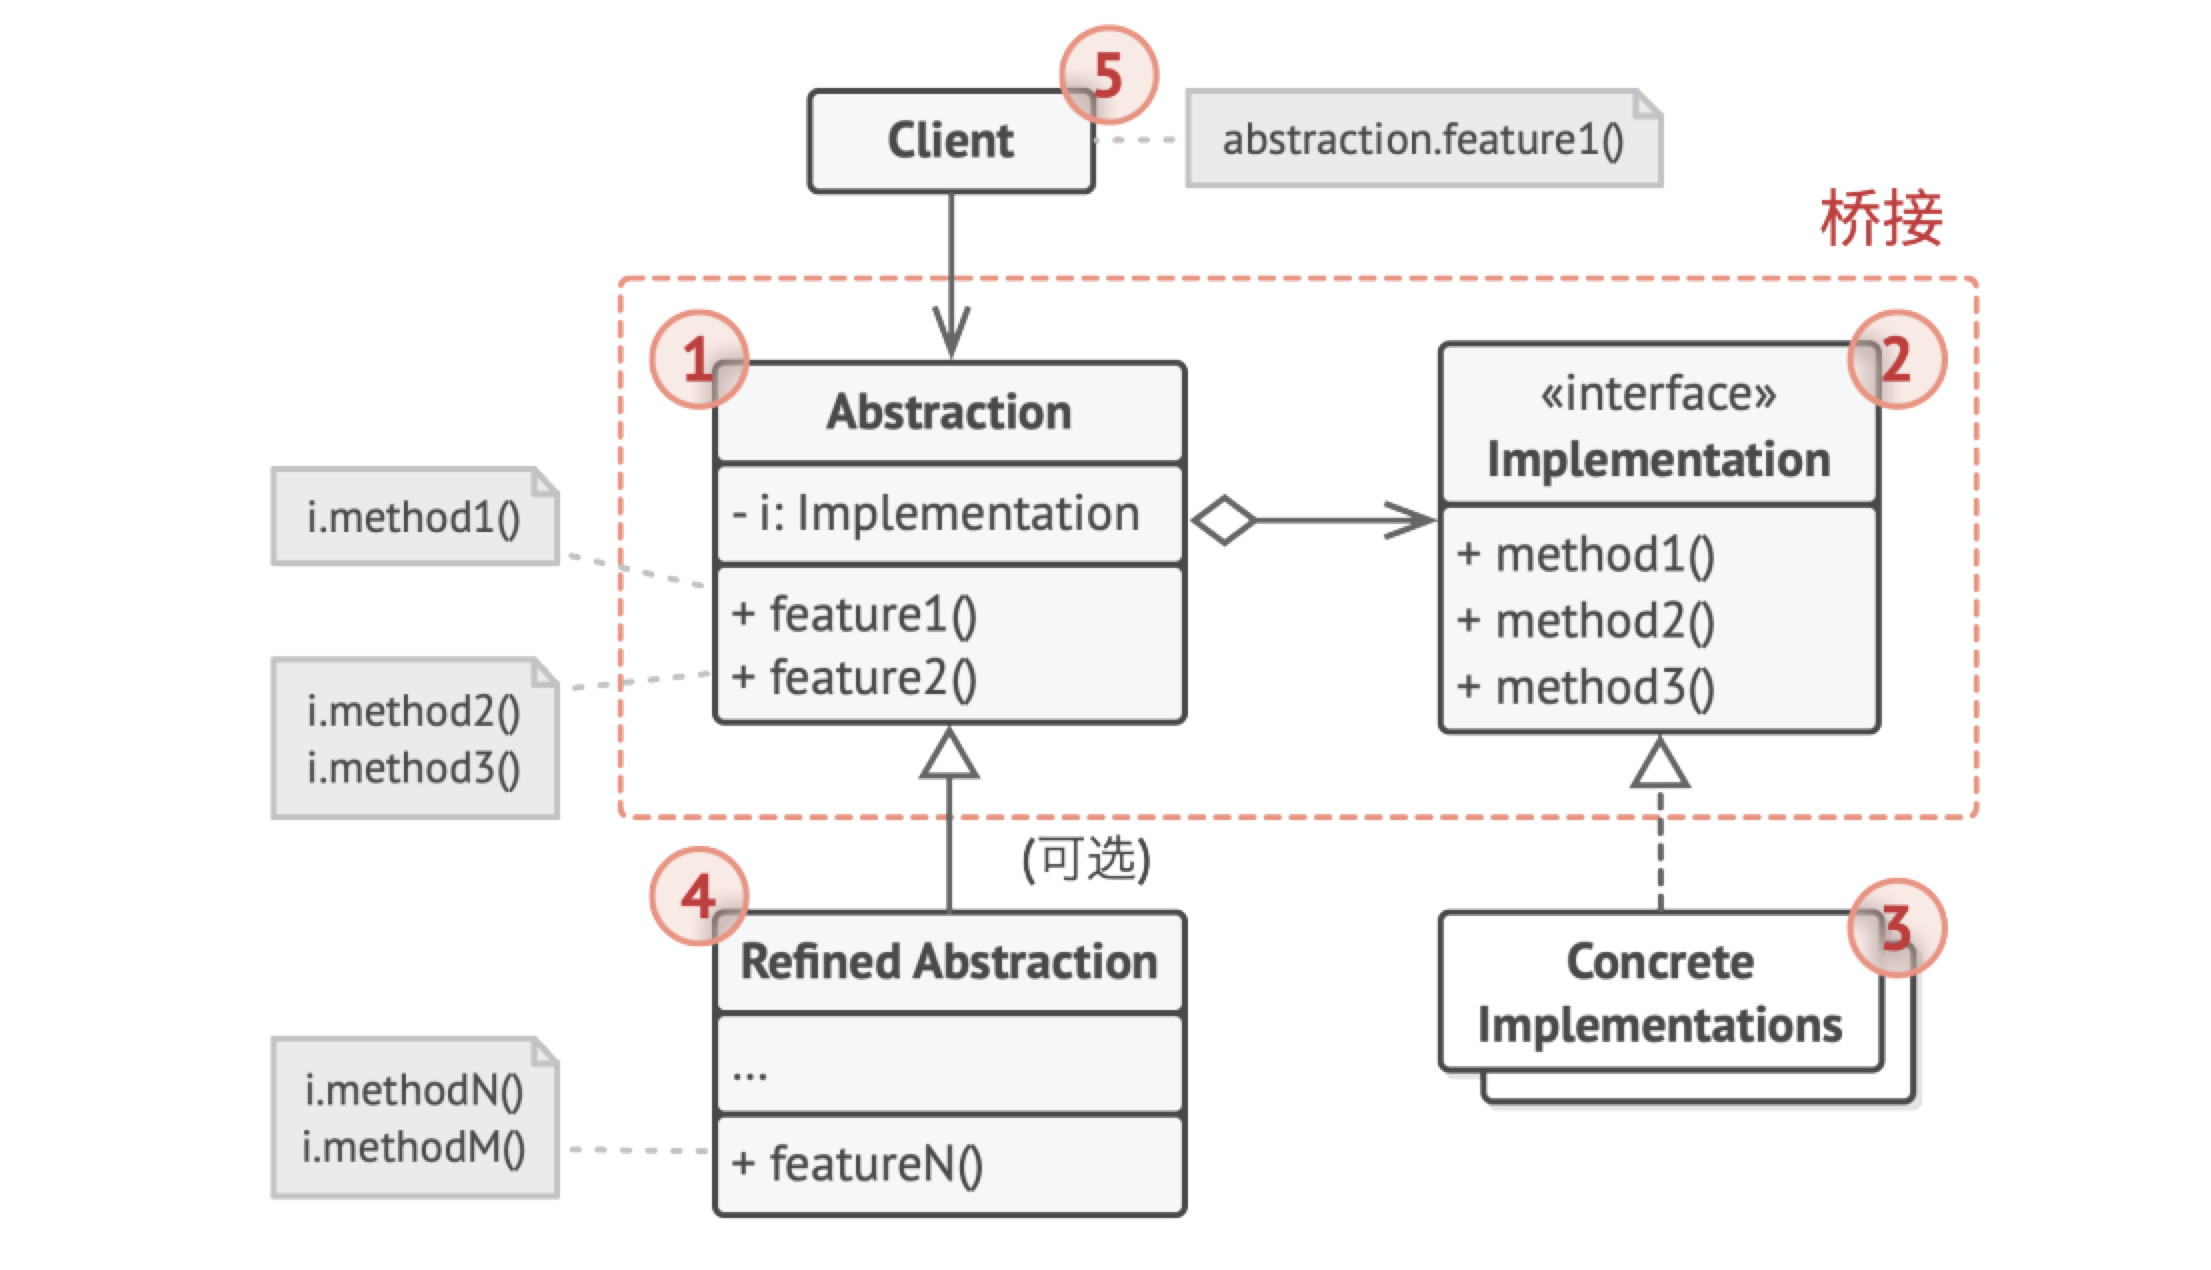 5
Client
abstraction.feature1()
桥接
1
Abstraction
- i: Implementation
+ feature1()
+ feature2()
i.method1()
i.method2()
i.method3()
2
«interface»
Implementation
+ method1()
+ method2()
+ method3()
(可选)
4
Refined Abstraction
...
+ featureN()
i.methodN()
i.methodM()
3
Concrete
Implementations